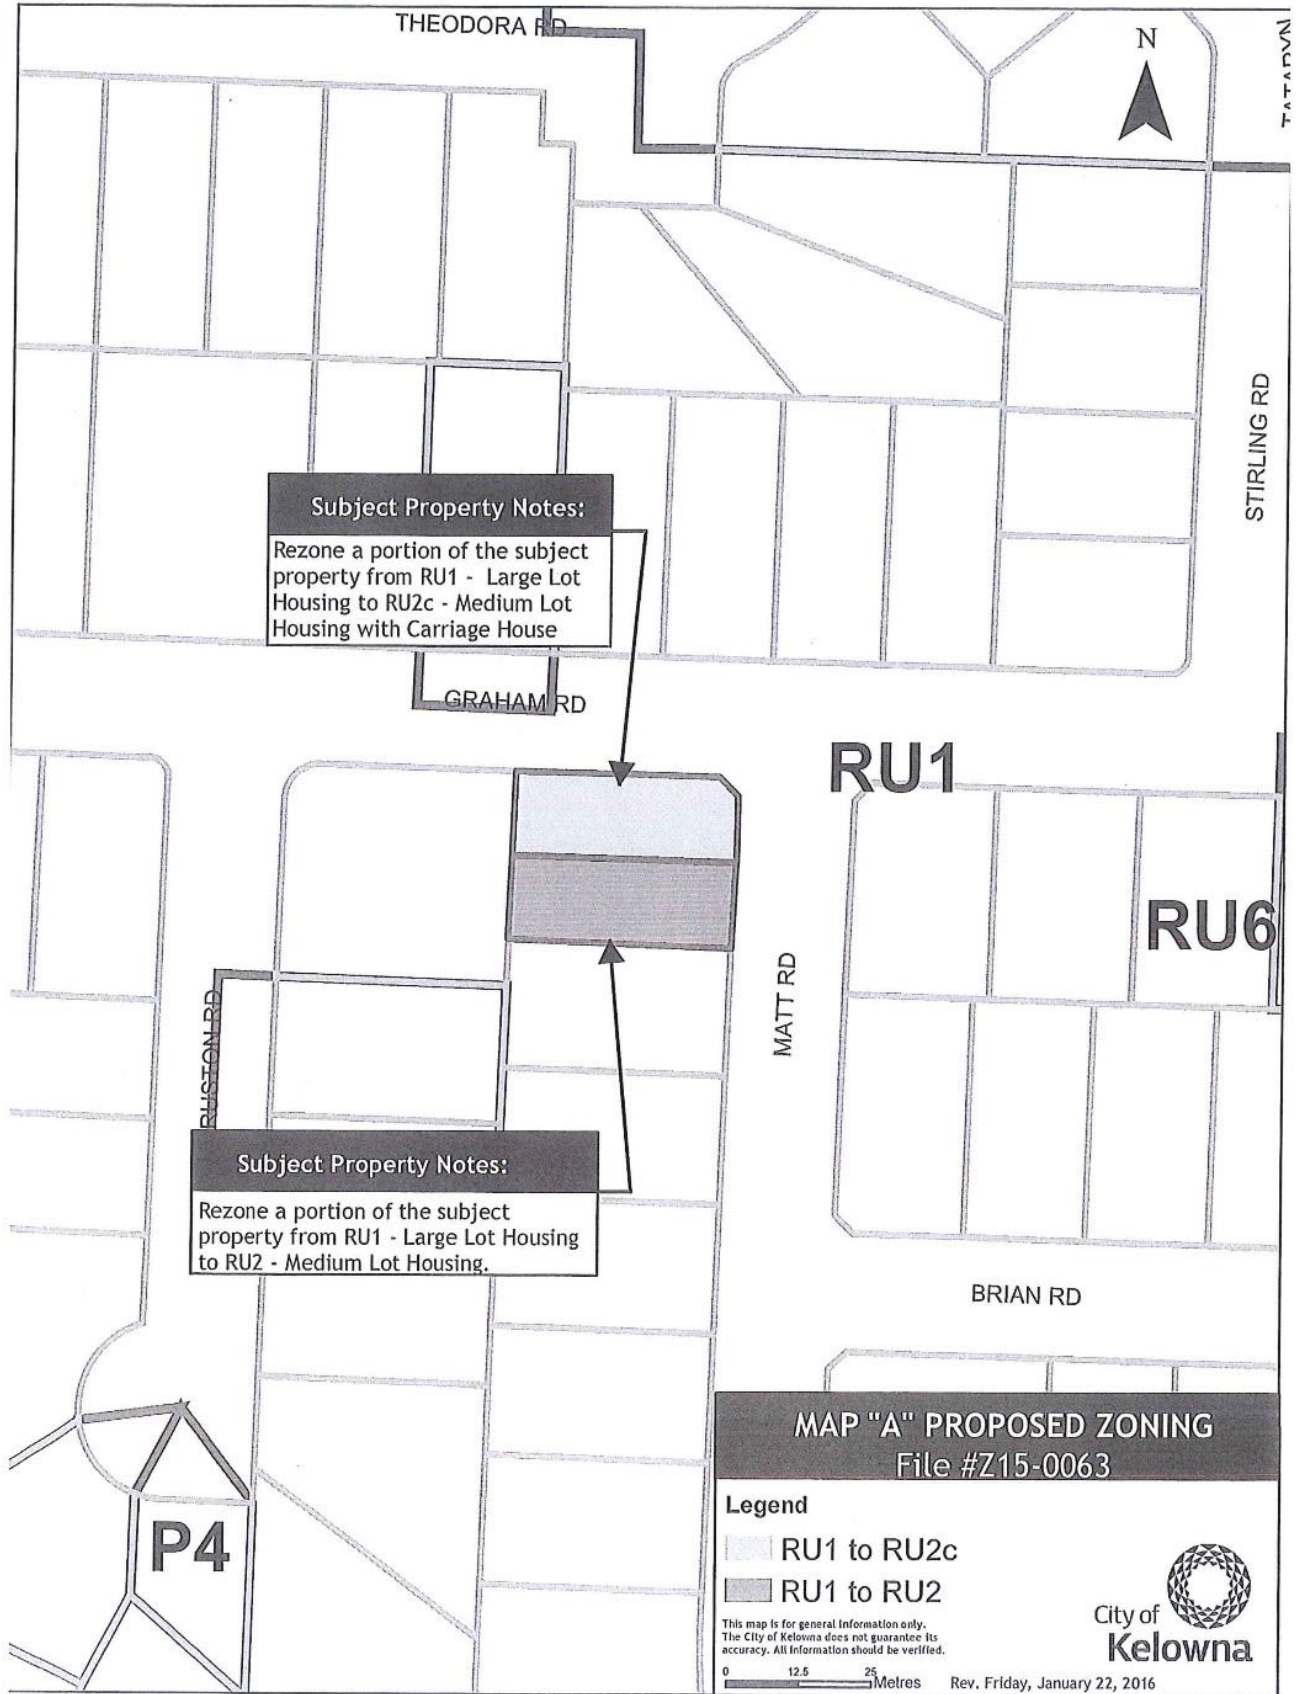 THEODORA RD
N
STIRLING RD
Subject Property Notes:
Rezone a portion of the subject
property from RU1 - Large Lot
Housing to RU2c - Medium Lot
Housing with Carriage House
GRAHAM RD
RU1
RU6
MATT RD
RUSTON RD
Subject Property Notes:
Rezone a portion of the subject
property from RU1 - Large Lot Housing
to RU2 - Medium Lot Housing.
BRIAN RD
P4
MAP "A" PROPOSED ZONING
File #Z15-0063
Legend
RU1 to RU2c
RU1 to RU2
This map is for general information only.
The City of Kelowna does not guarantee its
accuracy. All information should be verified.
0 12.5 25 Metres
Rev. Friday, January 22, 2016
City of
Kelowna